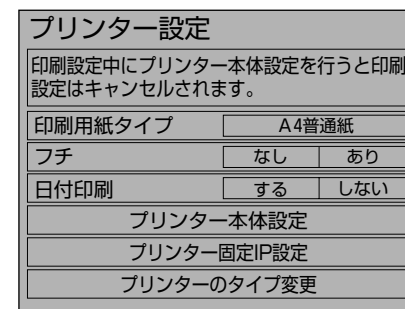 プリンター設定
印刷設定中にプリンター本体設定を行うと印刷
設定はキャンセルされます。
印刷用紙タイプ A4普通紙
フチ なし あり
日付印刷 する しない
プリンター本体設定
プリンター固定IP設定
プリンターのタイプ変更